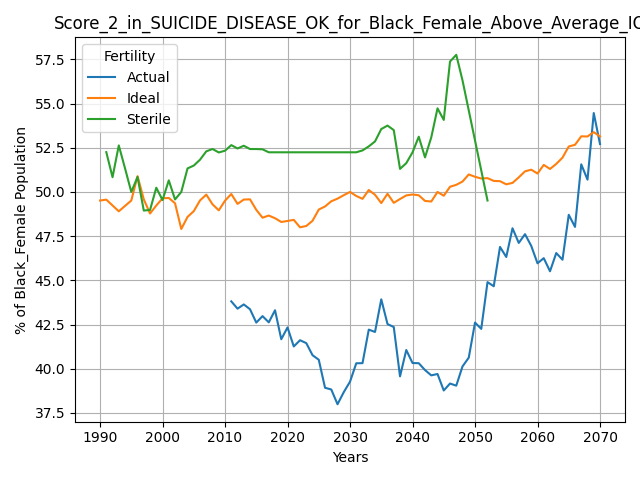 Score_2_in_SUICIDE_DISEASE_OK_for_Black_Female_Above_Average_IQ
Fertility
Actual
Ideal
Sterile
% of Black_Female Population
57.5
55.0
52.5
50.0
47.5
45.0
42.5
40.0
37.5
1990 2000 2010 2020 2030 2040 2050 2060 2070
Years